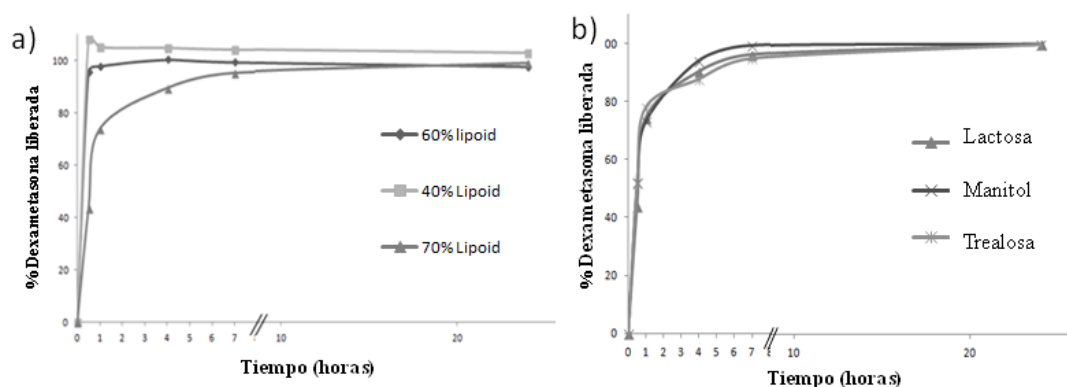 a)
%Dexametasona liberada
100
80
60
40
20
0
0 1 2 3 4 5 6 7 10 20
Tiempo (horas)
60% lipoid
40% Lipoid
70% Lipoid
b)
%Dexametasona liberada
00
80
60
40
20
0
0 1 2 3 4 5 6 7 10 20
Tiempo (horas)
Lactosa
Manitol
Trealosa